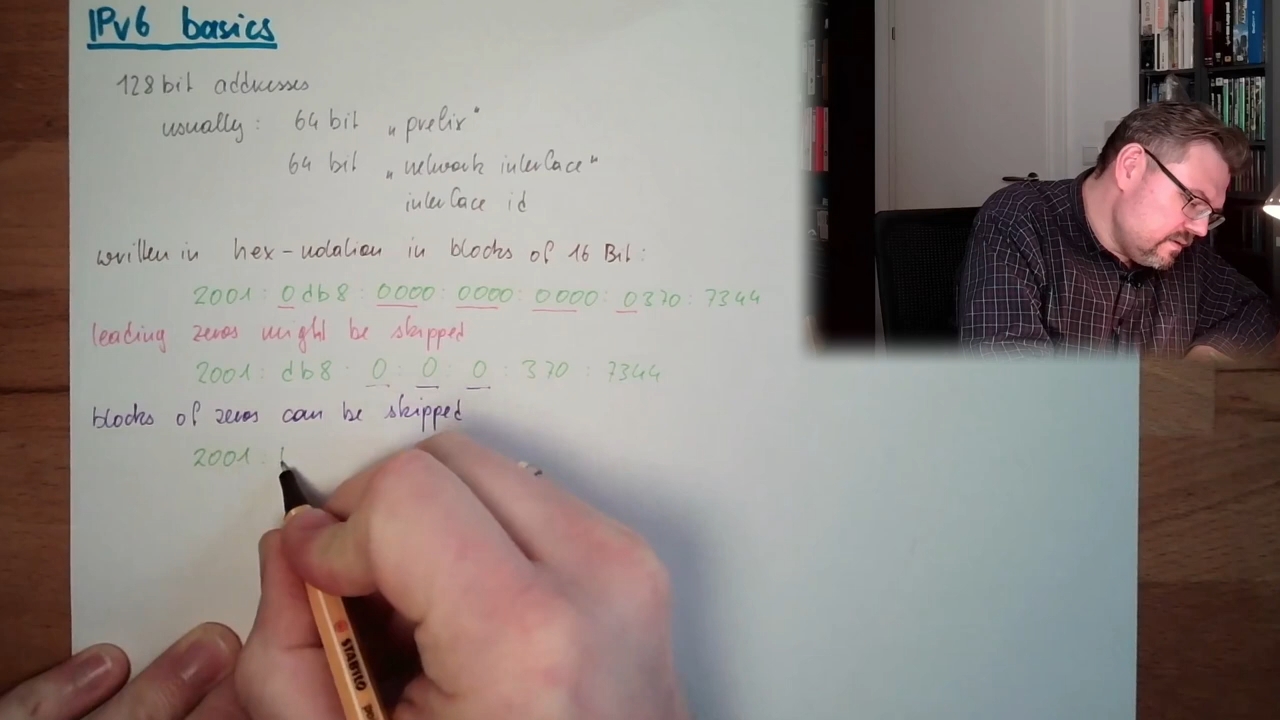 IPv6 basics
128 bit addresses
usually: 64 bit „prefix“
64 bit „network interface“
interface id
written in hex-notation in blocks of 16 Bit:
2001 : 0db8 : 0000 : 0000 : 0000 : 0370 : 7344
leading zeros might be skipped
2001 : db8 : 0 : 0 : 0 : 370 : 7344
blocks of zeros can be skipped
2001 :
STABILO